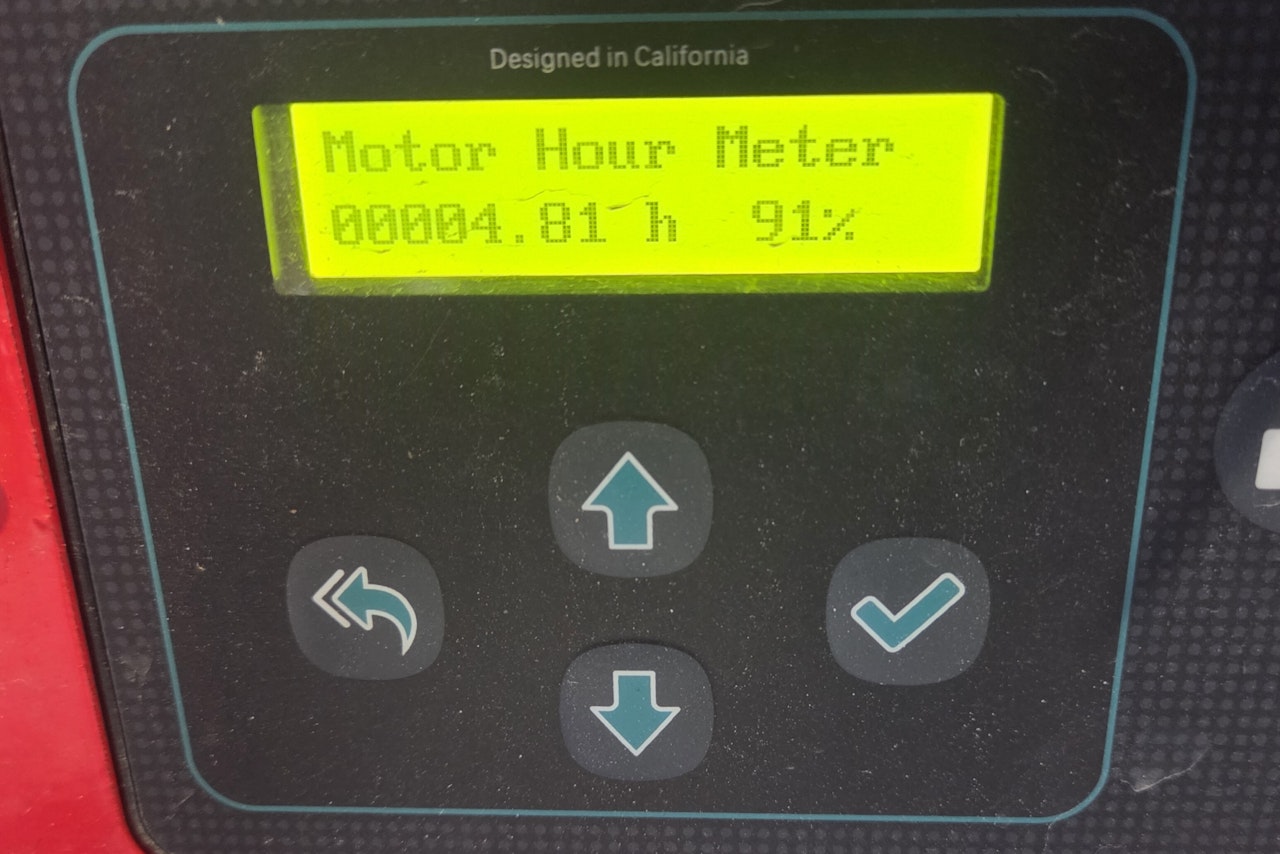 Designed in California
Motor Hour Meter
00004.81 h 91%